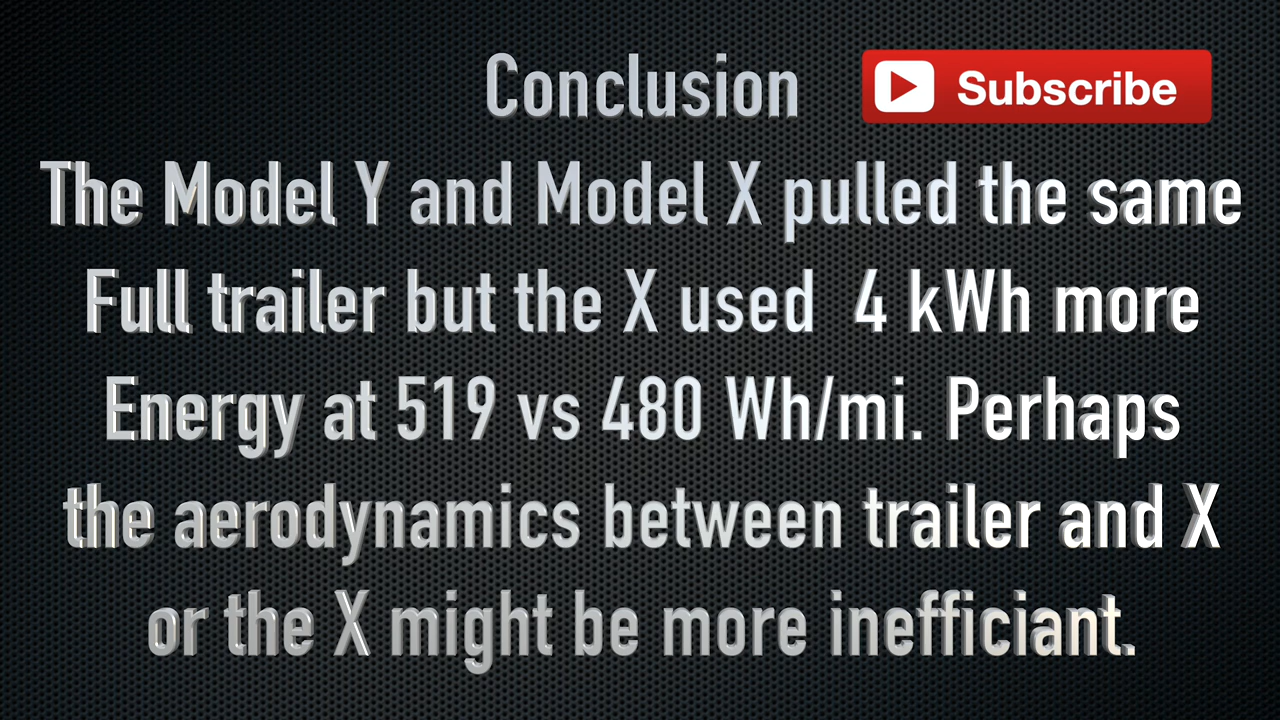 Conclusion
Subscribe
The Model Y and Model X pulled the same
Full trailer but the X used 4 kWh more
Energy at 519 vs 480 Wh/mi. Perhaps
the aerodynamics between trailer and X
or the X might be more inefficiant.